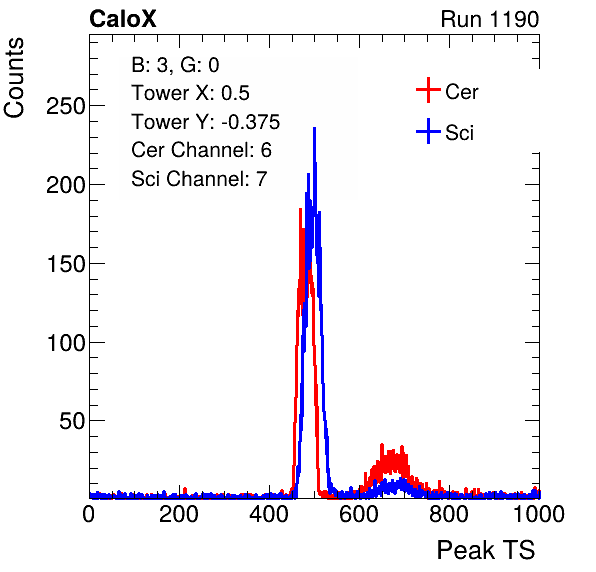 CaloX Run 1190
Counts
B: 3, G: 0
Tower X: 0.5
Tower Y: -0.375
Cer Channel: 6
Sci Channel: 7
Cer
Sci
250
200
150
100
50
0 200 400 600 800 1000
Peak TS